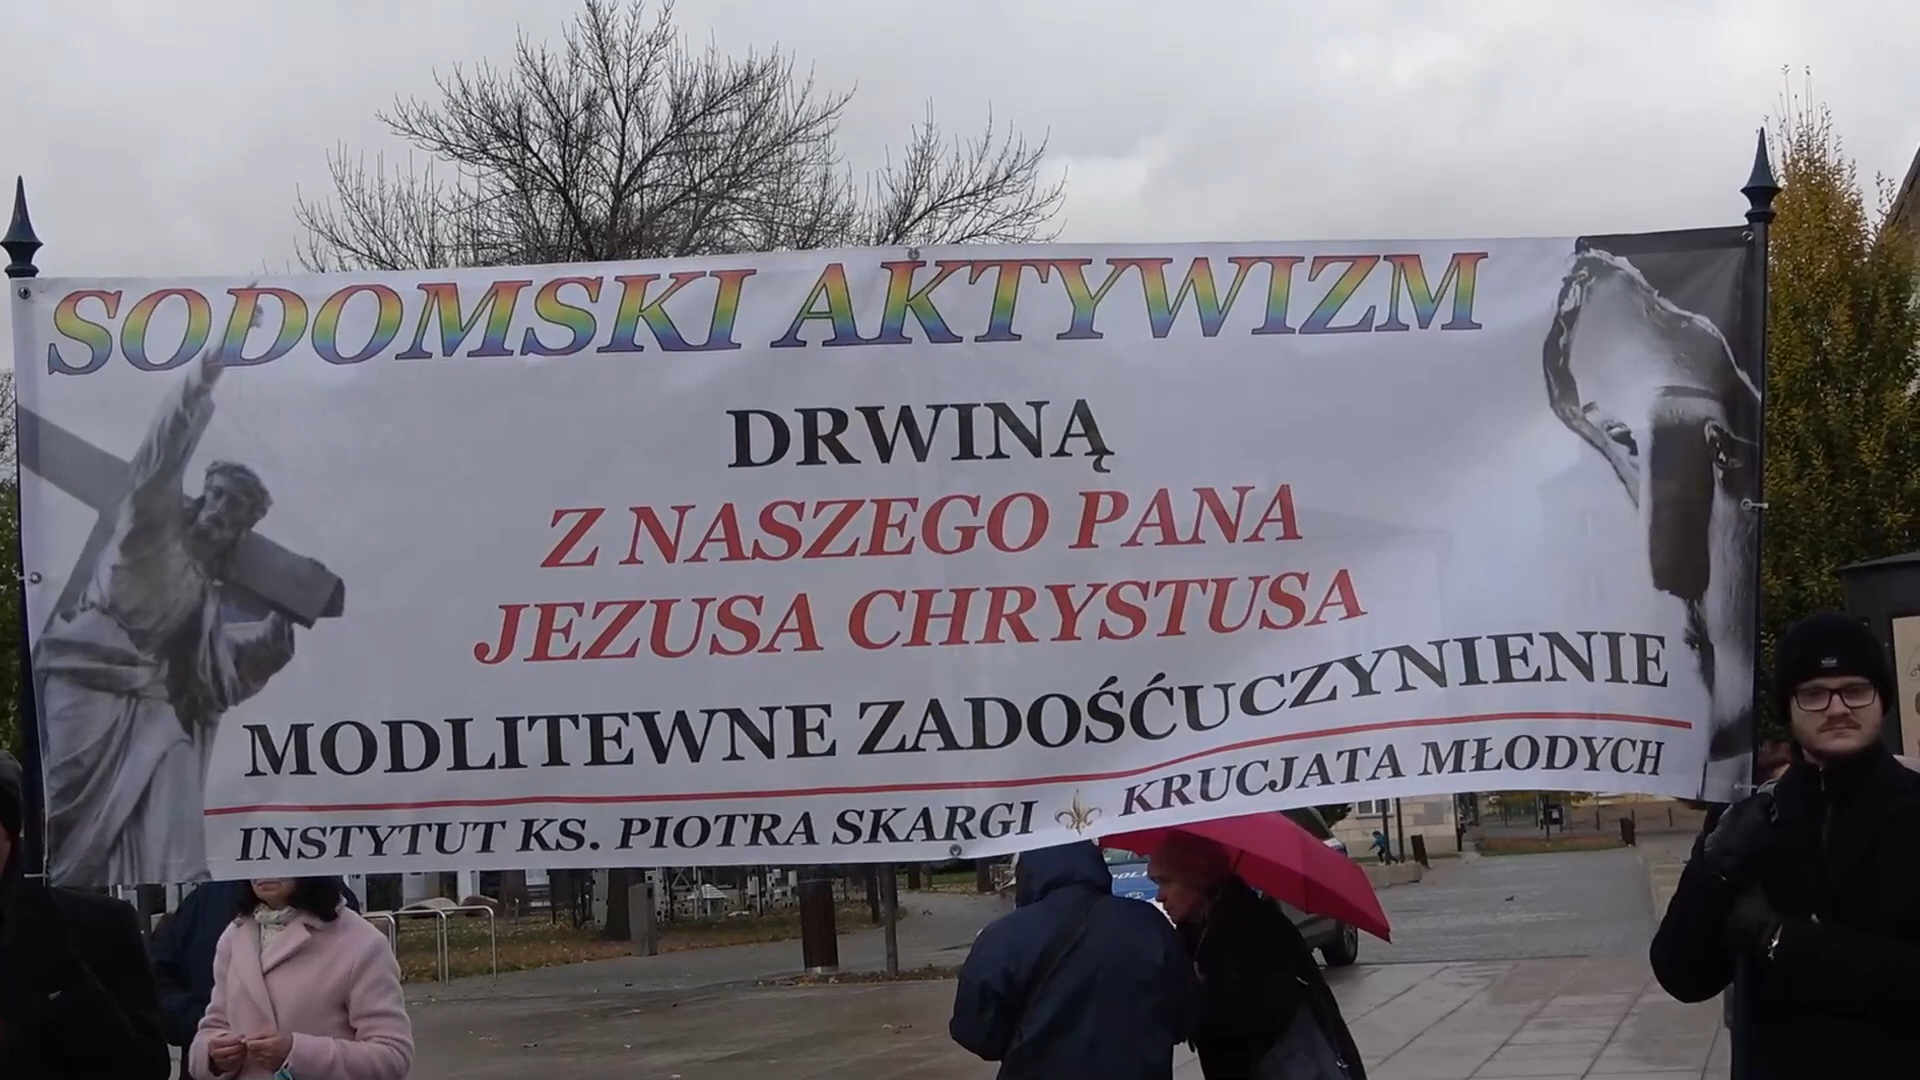 SODOMSKI AKTYWIZM
DRWINĄ
Z NASZEGO PANA
JEZUSA CHRYSTUSA
MODLITEWNE ZADOŚĆUCZYNIENIE
INSTYTUT KS. PIOTRA SKARGI KRUCJATA MŁODYCH